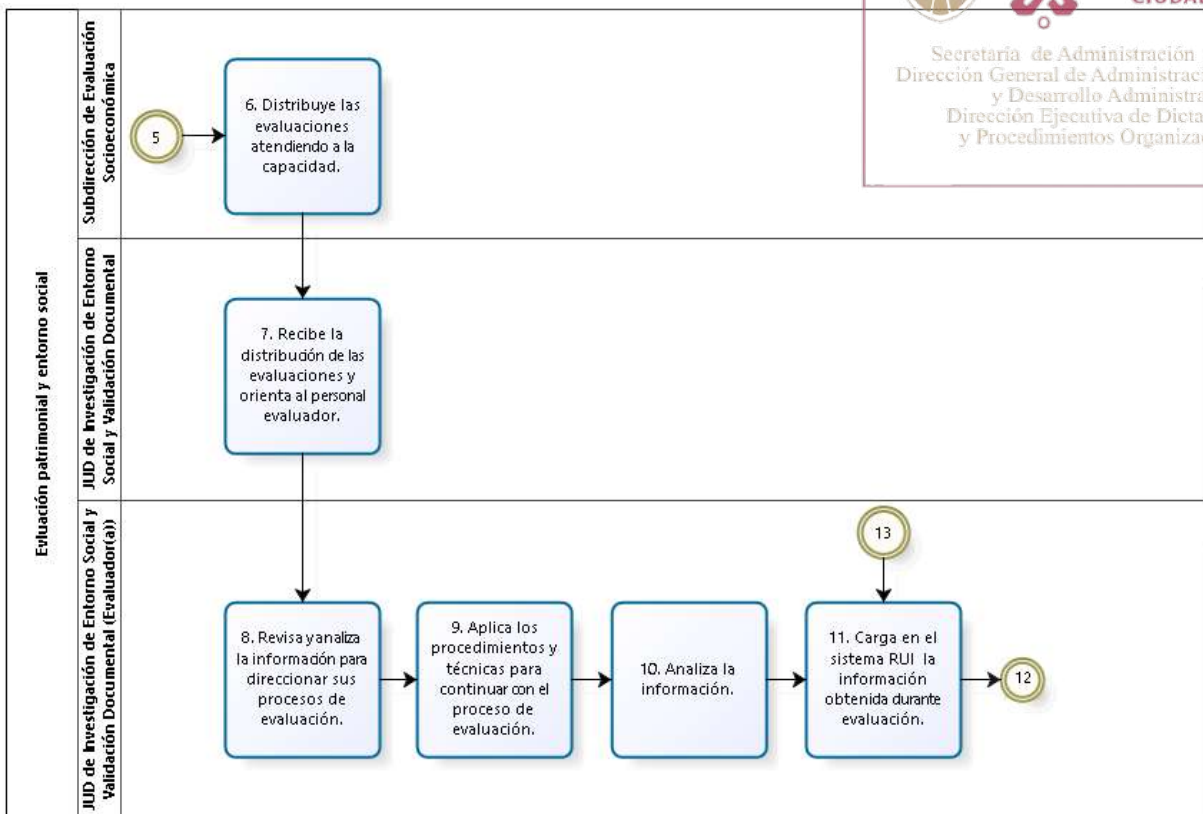 CIUDAD
Secretaria de Administración
Dirección General de Administrac
y Desarrollo Administra
Dirección Ejecutiva de Dicta
y Procedimientos Organiza
Evluación patrimonial y entorno social
Subdirección de Evaluación
Socioeconómica
5
6. Distribuye las
evaluaciones
atendiendo a la
capacidad.
JUD de Investigación de Entorno
Social y Validación Documental
7. Recibe la
distribución de las
evaluaciones y
orienta al personal
evaluador.
JUD de Investigación de Entorno Social y
Validación Documental (Evaluador(a))
8. Revisa y analiza
la información para
direccionar sus
procesos de
evaluación.
9. Aplica los
procedimientos y
técnicas para
continuar con el
proceso de
evaluación.
10. Analiza la
información.
13
11. Carga en el
sistema RUI la
información
obtenida durante
evaluación.
12